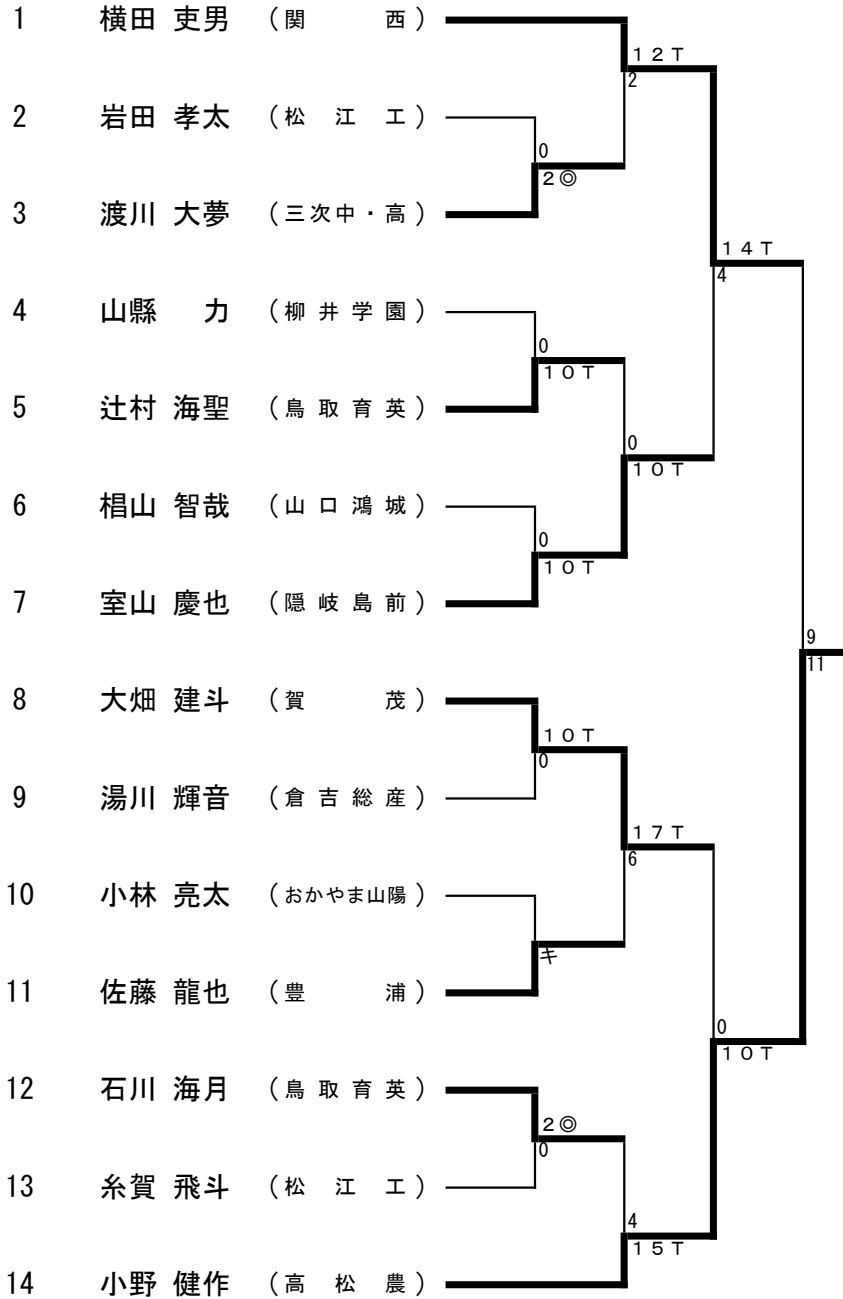 1 横田 吏男 （関 西）
12T
2
2 岩田 孝太 （松 江 工）
0
2◎
3 渡川 大夢 （三次中・高）
14T
4
4 山縣 力 （柳井学園）
0
10T
5 辻村 海聖 （鳥取育英）
0
10T
6 椙山 智哉 （山口鴻城）
0
10T
7 室山 慶也 （隠岐島前）
9
11
8 大畑 建斗 （賀 茂）
10T
0
9 湯川 輝音 （倉吉総産）
17T
6
10 小林 亮太 （おかやま山陽）
キ
11 佐藤 龍也 （豊 浦）
0
10T
12 石川 海月 （鳥取育英）
2◎
0
13 糸賀 飛斗 （松 江 工）
4
15T
14 小野 健作 （高 松 農）